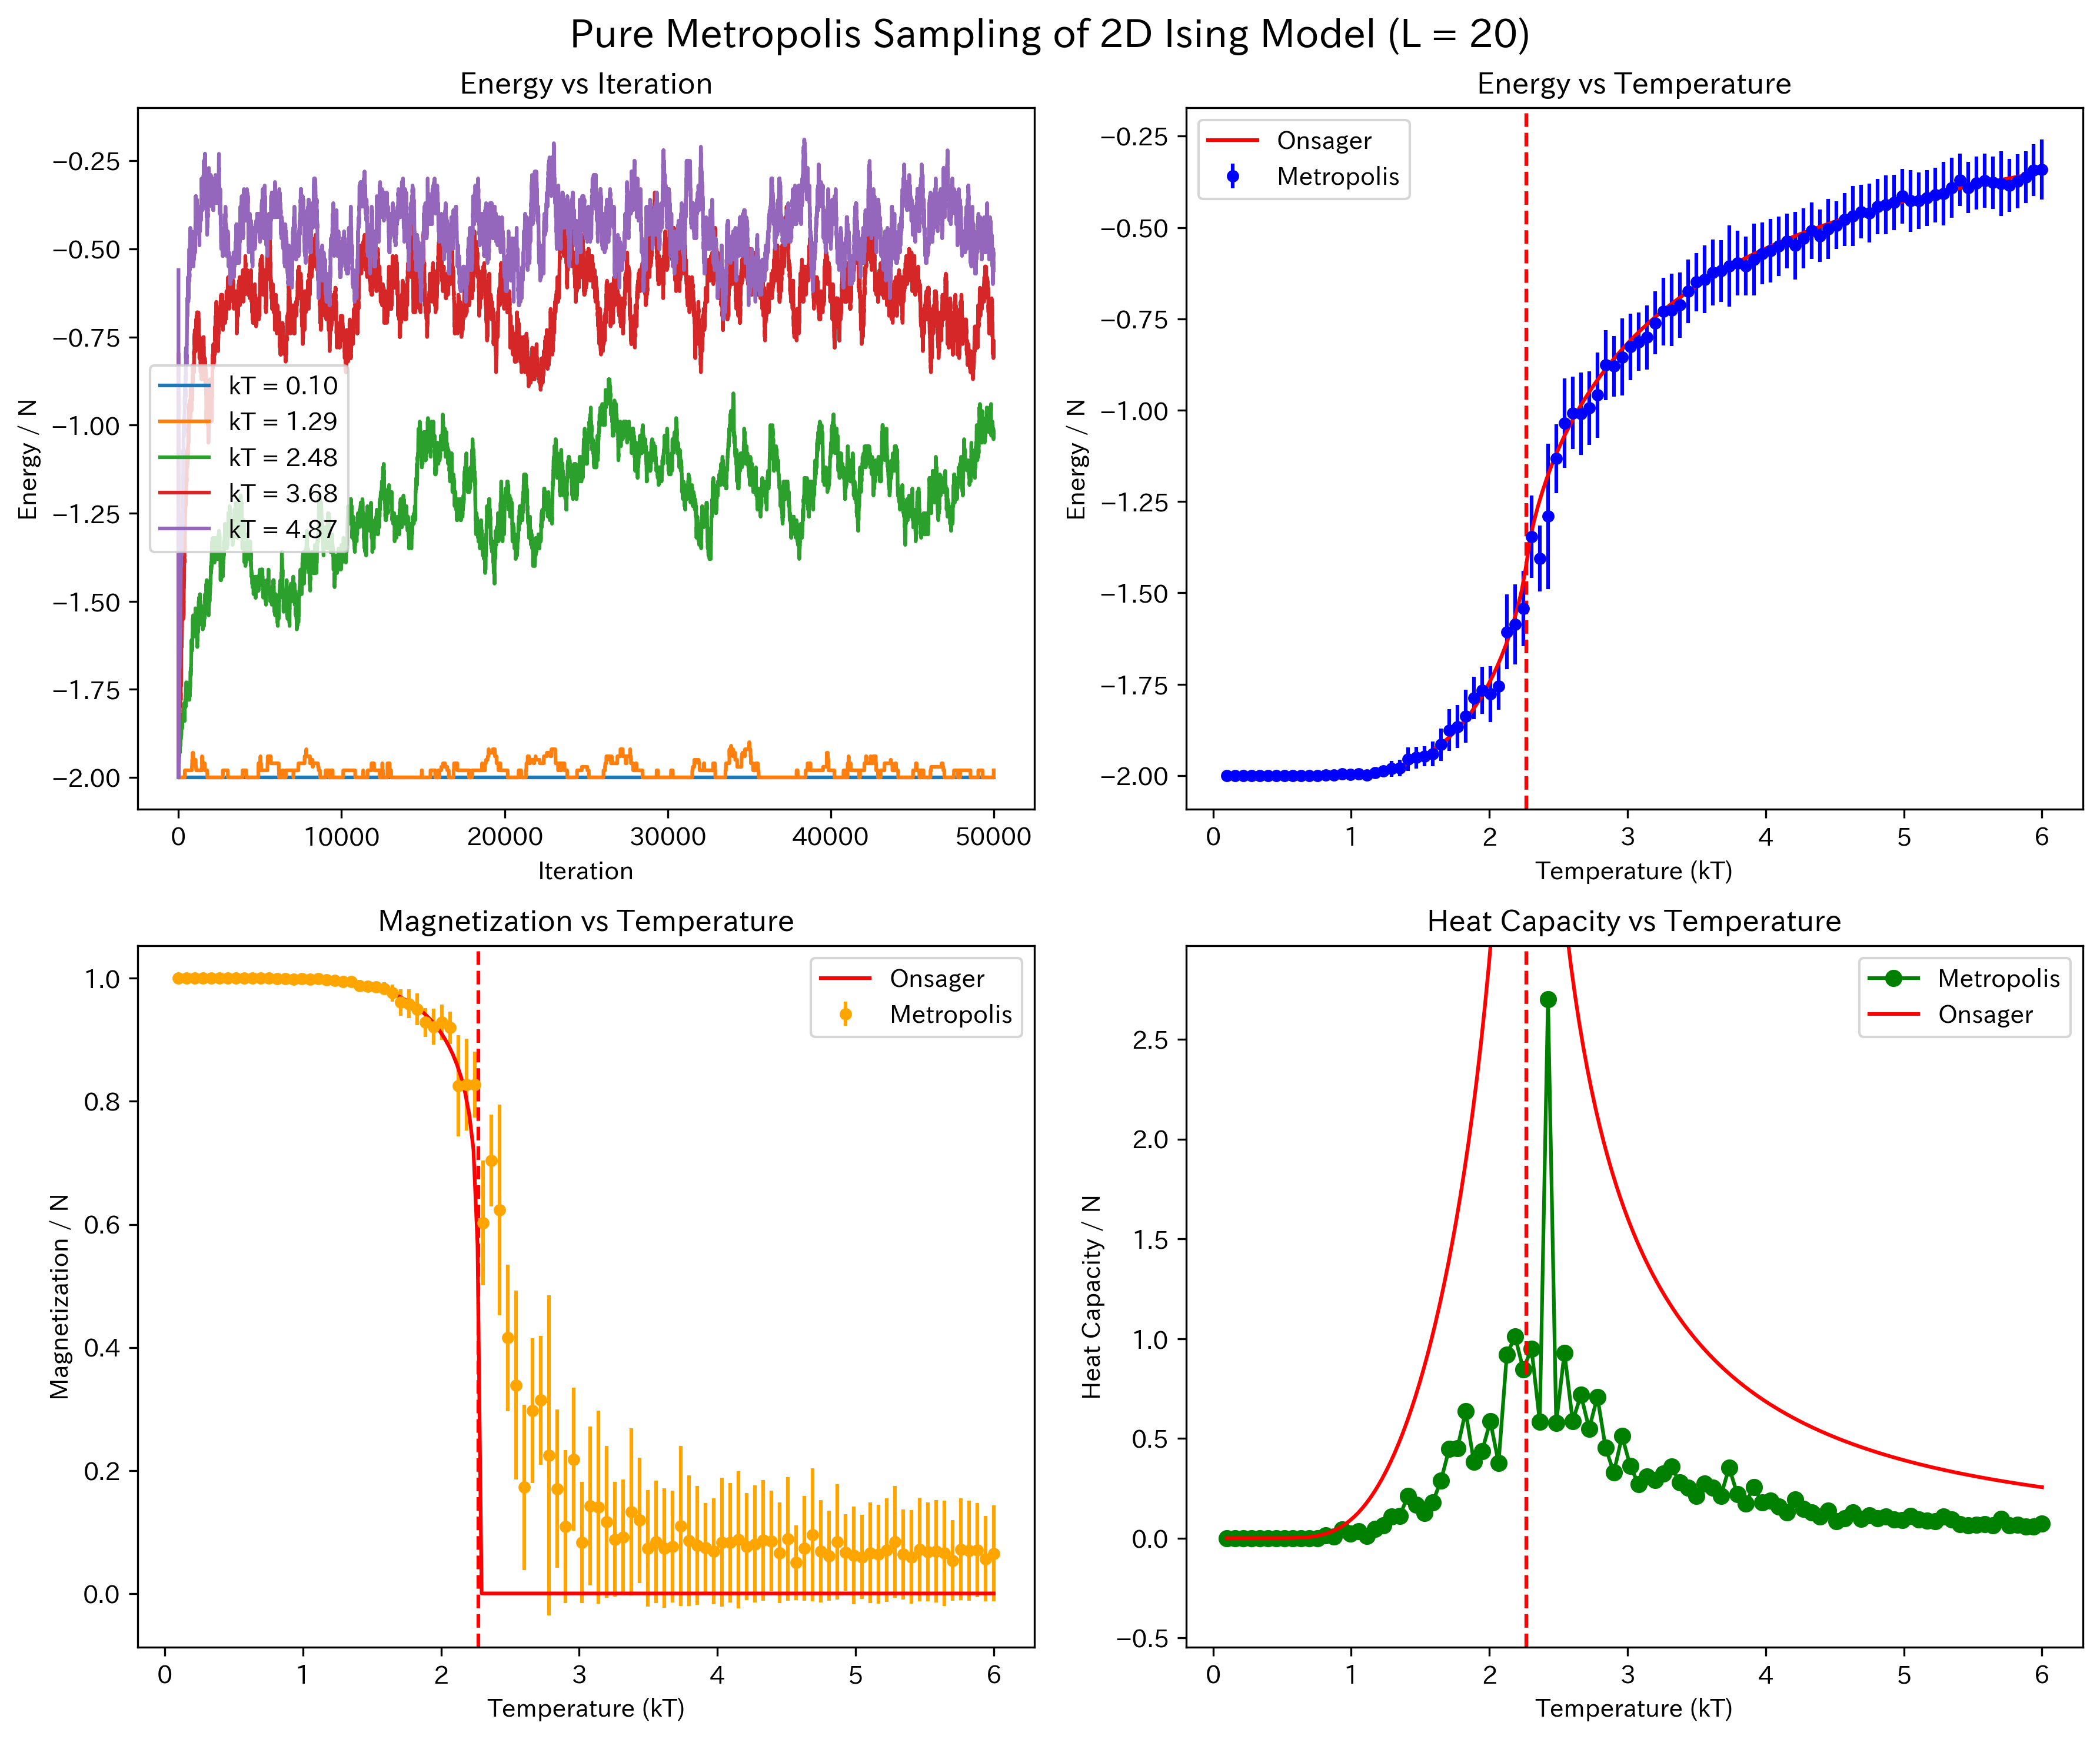 Pure Metropolis Sampling of 2D Ising Model (L = 20)
Energy vs Iteration
Energy / N
−0.25
−0.50
−0.75
−1.00
−1.25
−1.50
−1.75
−2.00
kT = 0.10
kT = 1.29
kT = 2.48
kT = 3.68
kT = 4.87
0 10000 20000 30000 40000 50000
Iteration
Energy vs Temperature
Energy / N
−0.25
−0.50
−0.75
−1.00
−1.25
−1.50
−1.75
−2.00
Onsager
Metropolis
0 1 2 3 4 5 6
Temperature (kT)
Magnetization vs Temperature
Magnetization / N
1.0
0.8
0.6
0.4
0.2
0.0
Onsager
Metropolis
0 1 2 3 4 5 6
Temperature (kT)
Heat Capacity vs Temperature
Heat Capacity / N
2.5
2.0
1.5
1.0
0.5
0.0
−0.5
Metropolis
Onsager
0 1 2 3 4 5 6
Temperature (kT)